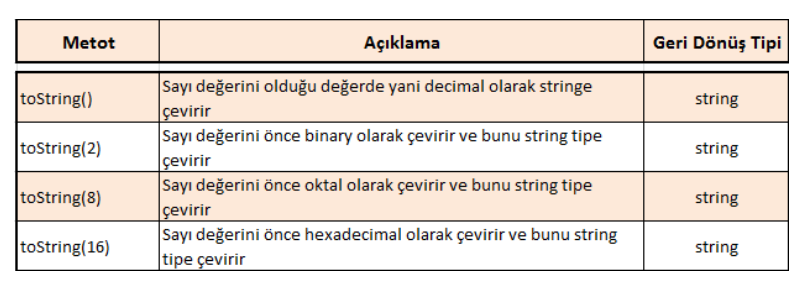 Metot Açıklama Geri Dönüş Tipi
toString() Sayı değerini olduğu değerde yani decimal olarak stringe
çevirir string
toString(2) Sayı değerini önce binary olarak çevirir ve bunu string tipe
çevirir string
toString(8) Sayı değerini önce oktal olarak çevirir ve bunu string tipe
çevirir string
toString(16) Sayı değerini önce hexadecimal olarak çevirir ve bunu string
tipe çevirir string